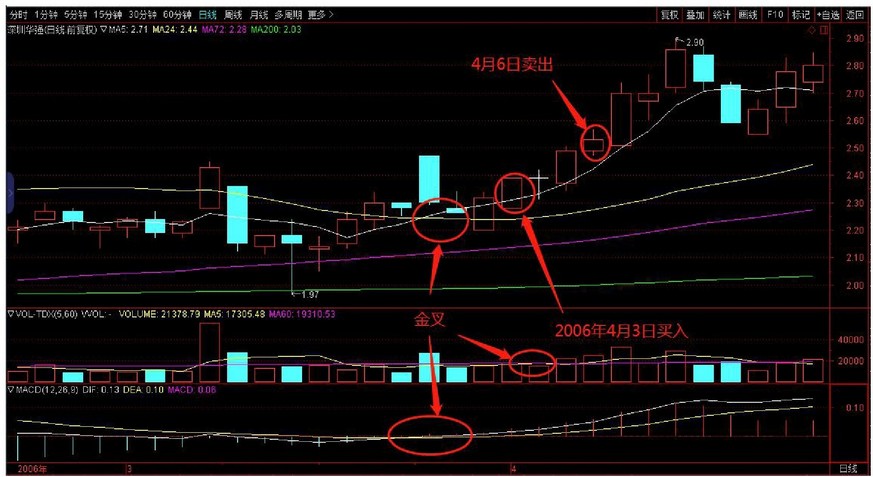 分时 1分钟 5分钟 15分钟 30分钟 60分钟 日线 周线 月线 多周期 更多 > 复权 叠加 统计 画线 F10 标记 +自选 返回
深圳华强(日线.前复权) ▽MA5: 2.71 MA24: 2.44 MA72: 2.28 MA200: 2.03
2.90
2.90
4月6日卖出
2.80
2.70
2.60
2.50
2.40
2.30
2.20
2.10
1.97
2.00
▽VOL-TDX(5,60) VVOL: - VOLUME: 21378.79 MA5: 17305.48 MA60: 19310.53
金叉
2006年4月3日买入
40000
20000
▽MACD(12,26,9) DIF: 0.13 DEA: 0.10 MACD: 0.08
0.10
2006年 3 4 日线